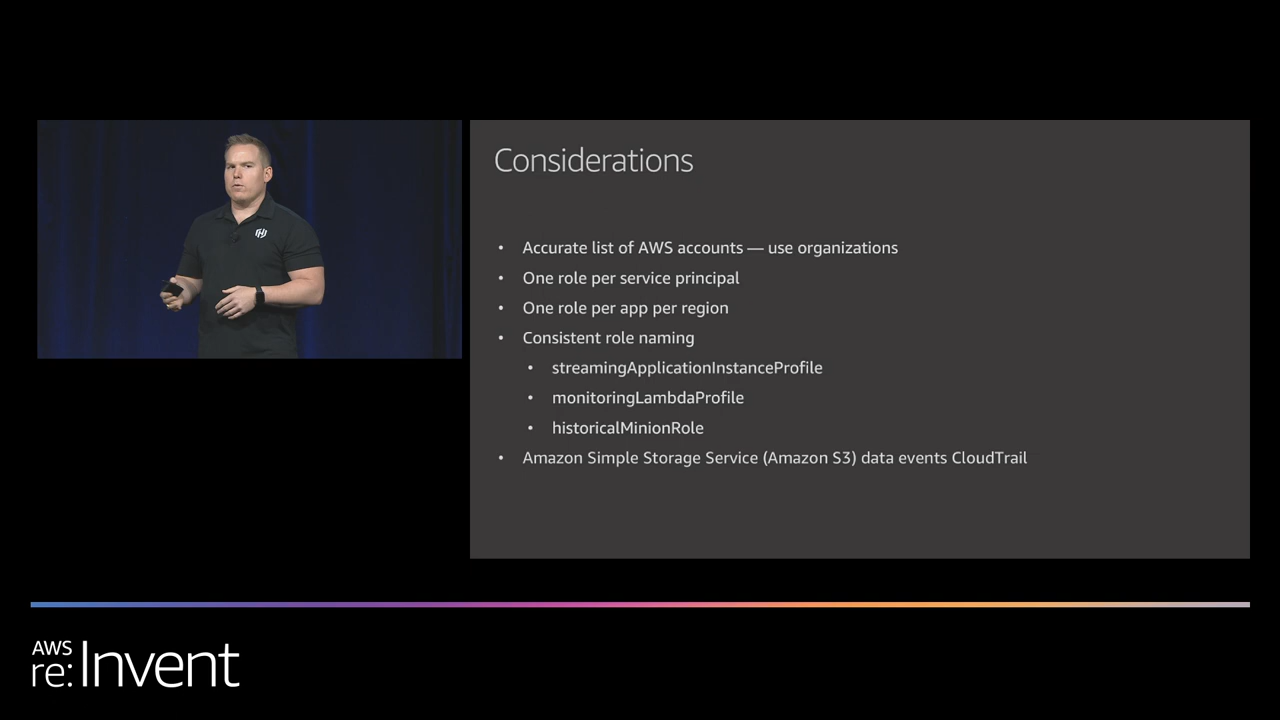 Considerations
• Accurate list of AWS accounts — use organizations
• One role per service principal
• One role per app per region
• Consistent role naming
• streamingApplicationInstanceProfile
• monitoringLambdaProfile
• historicalMinionRole
• Amazon Simple Storage Service (Amazon S3) data events CloudTrail
AWS
re:Invent